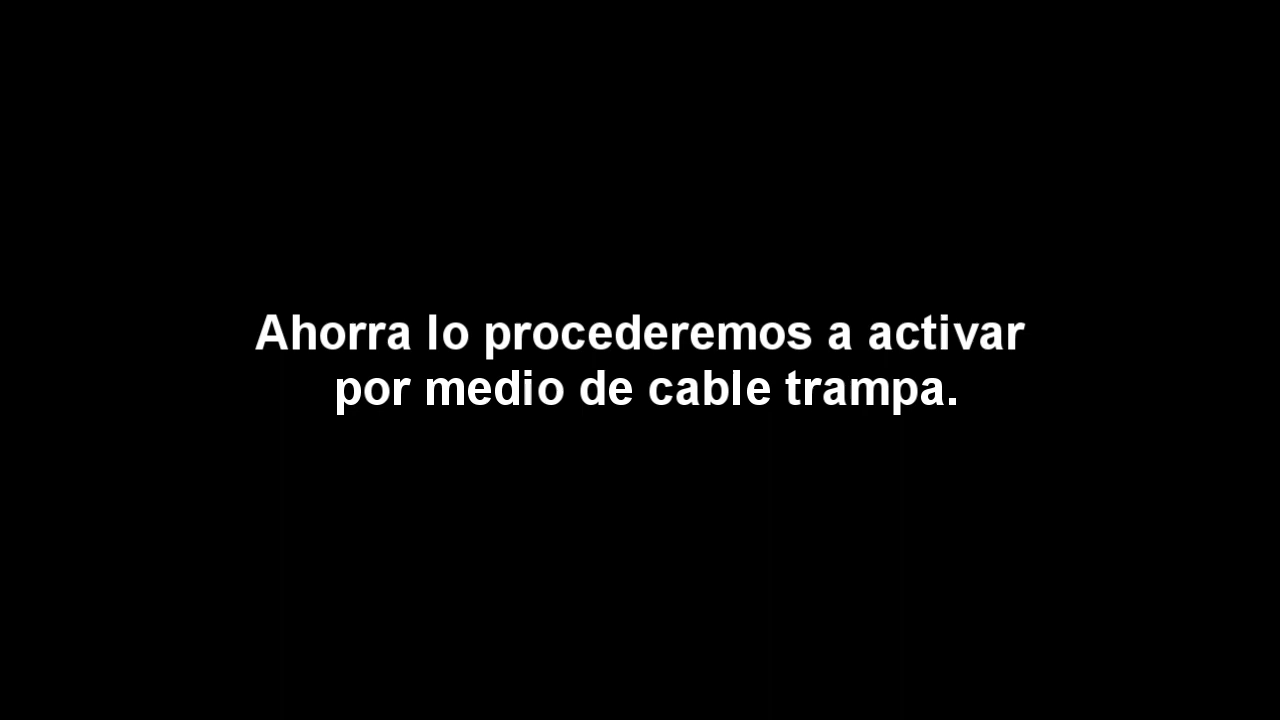 Ahorra lo procederemos a activar
por medio de cable trampa.